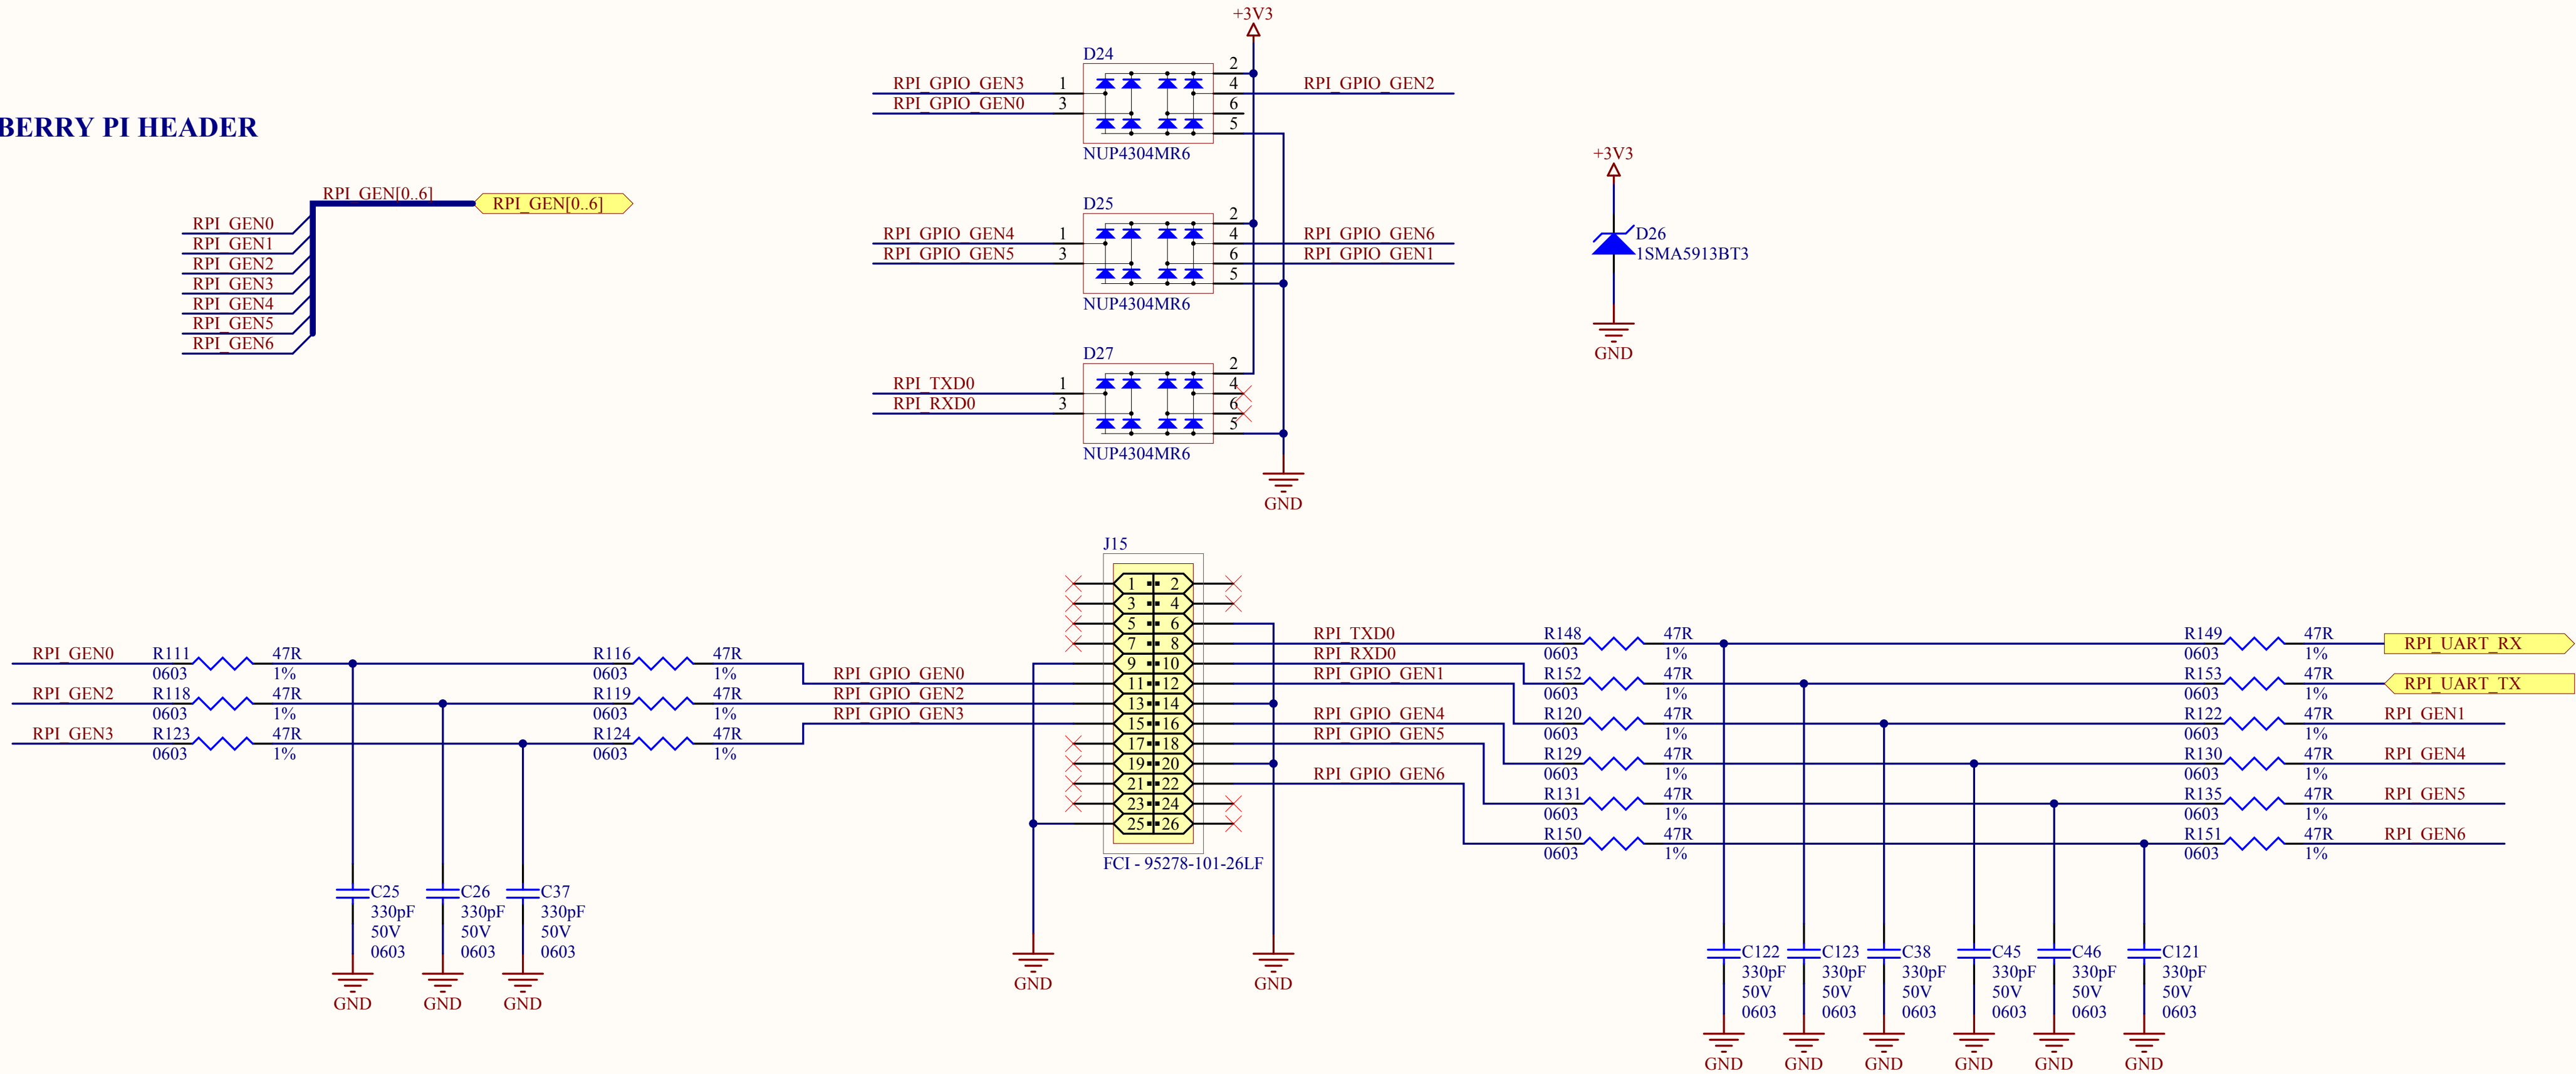 +3V3
D24
RPI_GPIO_GEN3 1 2
RPI_GPIO_GEN0 3 4 RPI_GPIO_GEN2
6
5
NUP4304MR6
BERRY PI HEADER
+3V3
RPI_GEN[0..6] RPI_GEN[0..6]
RPI_GEN0
RPI_GEN1
RPI_GEN2
RPI_GEN3
RPI_GEN4
RPI_GEN5
RPI_GEN6
D25
2
RPI_GPIO_GEN4 1 4 RPI_GPIO_GEN6
RPI_GPIO_GEN5 3 6 RPI_GPIO_GEN1
5
NUP4304MR6
D26
1SMA5913BT3
GND
D27
2
RPI_TXD0 1 4
RPI_RXD0 3 6
5
NUP4304MR6
GND
J15
1 2
3 4
5 6
7 8
9 10
11 12
13 14
15 16
17 18
19 20
21 22
23 24
25 26
FCI - 95278-101-26LF
RPI_GEN0 R111 47R R116 47R
0603 1% 0603 1% RPI_GPIO_GEN0
RPI_GEN2 R118 47R R119 47R RPI_GPIO_GEN2
0603 1% 0603 1% RPI_GPIO_GEN3
RPI_GEN3 R123 47R R124 47R
0603 1% 0603 1%
RPI_TXD0 R148 47R R149 47R RPI_UART_RX
RPI_RXD0 0603 1% 0603 1%
RPI_GPIO_GEN1 R152 47R R153 47R RPI_UART_TX
0603 1% 0603 1%
RPI_GPIO_GEN4 R120 47R R122 47R RPI_GEN1
RPI_GPIO_GEN5 0603 1% 0603 1%
R129 47R R130 47R RPI_GEN4
RPI_GPIO_GEN6 0603 1% 0603 1%
R131 47R R135 47R RPI_GEN5
0603 1% 0603 1%
R150 47R R151 47R RPI_GEN6
0603 1% 0603 1%
C25 C26 C37
330pF 330pF 330pF
50V 50V 50V
0603 0603 0603
GND GND GND
GND GND
C122 C123 C38 C45 C46 C121
330pF 330pF 330pF 330pF 330pF 330pF
50V 50V 50V 50V 50V 50V
0603 0603 0603 0603 0603 0603
GND GND GND GND GND GND